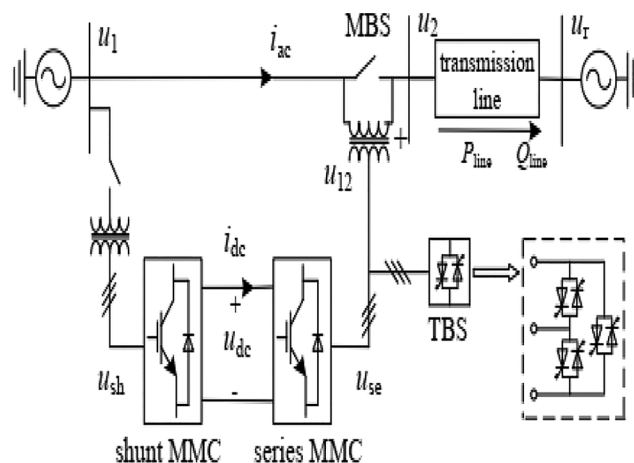 u1
iac
MBS
u2
ur
transmission
line
Pline
Qline
+
u12
idc
+
udc
-
TBS
ush
use
shunt MMC
series MMC